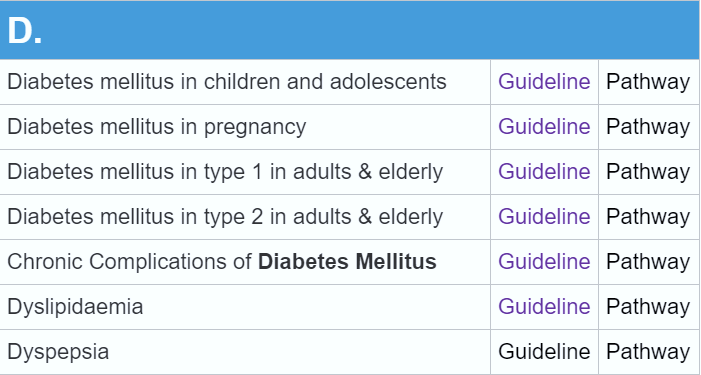 D.
Diabetes mellitus in children and adolescents Guideline Pathway
Diabetes mellitus in pregnancy Guideline Pathway
Diabetes mellitus in type 1 in adults & elderly Guideline Pathway
Diabetes mellitus in type 2 in adults & elderly Guideline Pathway
Chronic Complications of Diabetes Mellitus Guideline Pathway
Dyslipidaemia Guideline Pathway
Dyspepsia Guideline Pathway